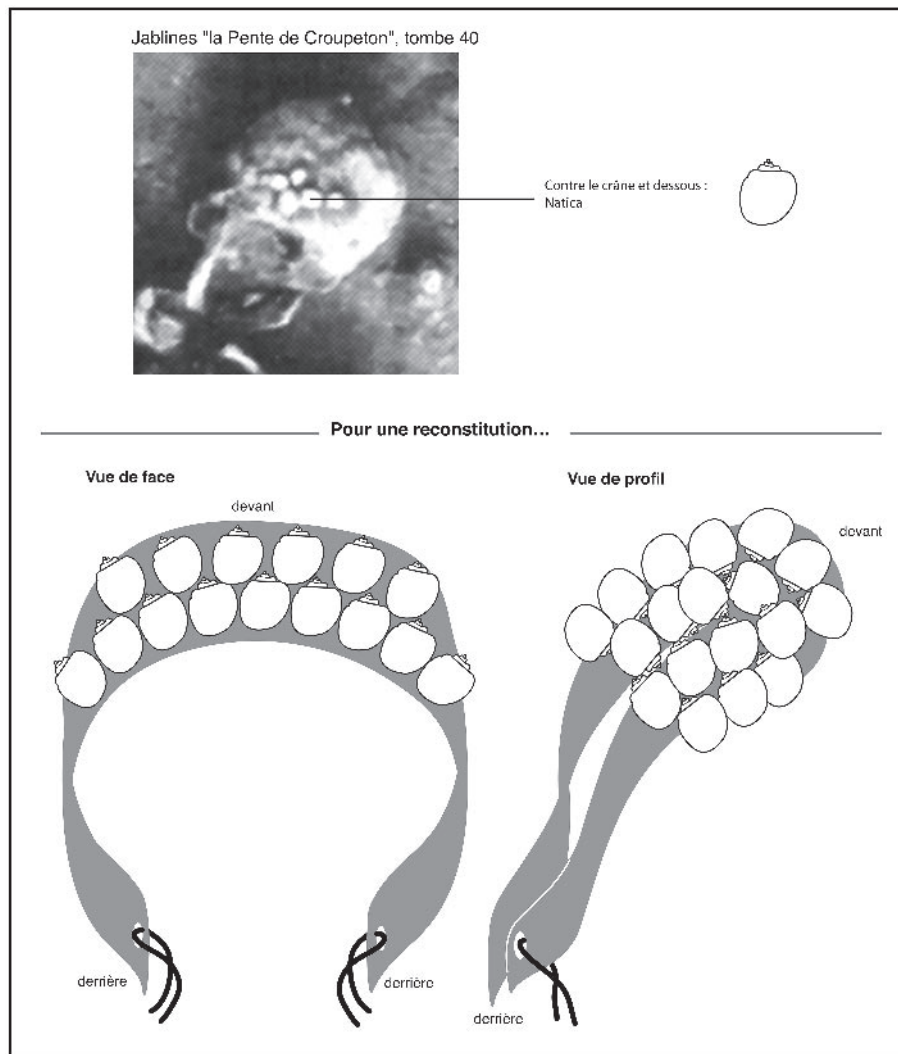 Jablines "la Pente de Croupeton", tombe 40
Contre le crâne et dessous :
Natica
Pour une reconstitution...
Vue de face
Vue de profil
devant
devant
derrière
derrière
derrière